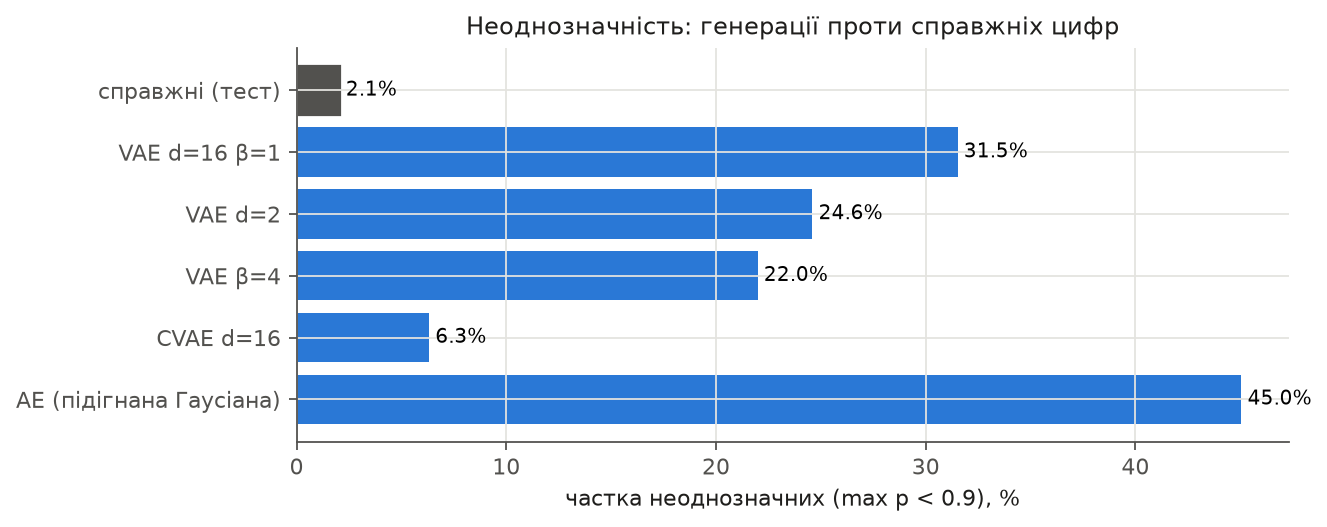 Неоднозначність: генерації проти справжніх цифр
справжні (тест)
2.1%
VAE d=16 β=1
31.5%
VAE d=2
24.6%
VAE β=4
22.0%
CVAE d=16
6.3%
AE (підігнана Гаусіана)
45.0%
0 10 20 30 40
частка неоднозначних (max p < 0.9), %